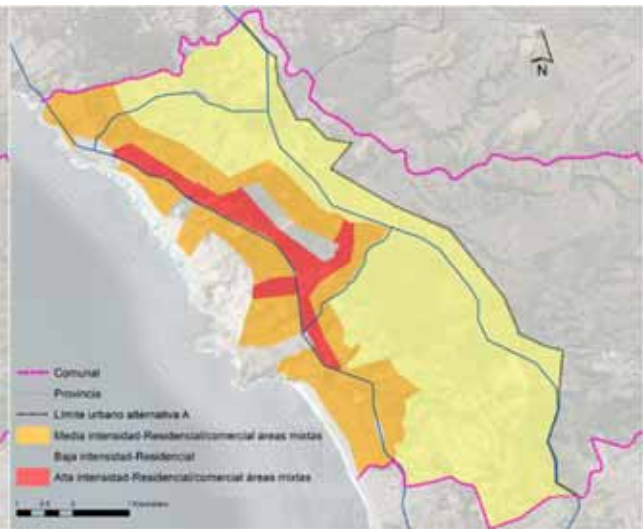 N
Comunal
Provincia
Límite urbano alternativa A
Media intensidad-Residencial/comercial áreas mixtas
Baja intensidad-Residencial
Alta intensidad-Residencial/comercial áreas mixtas